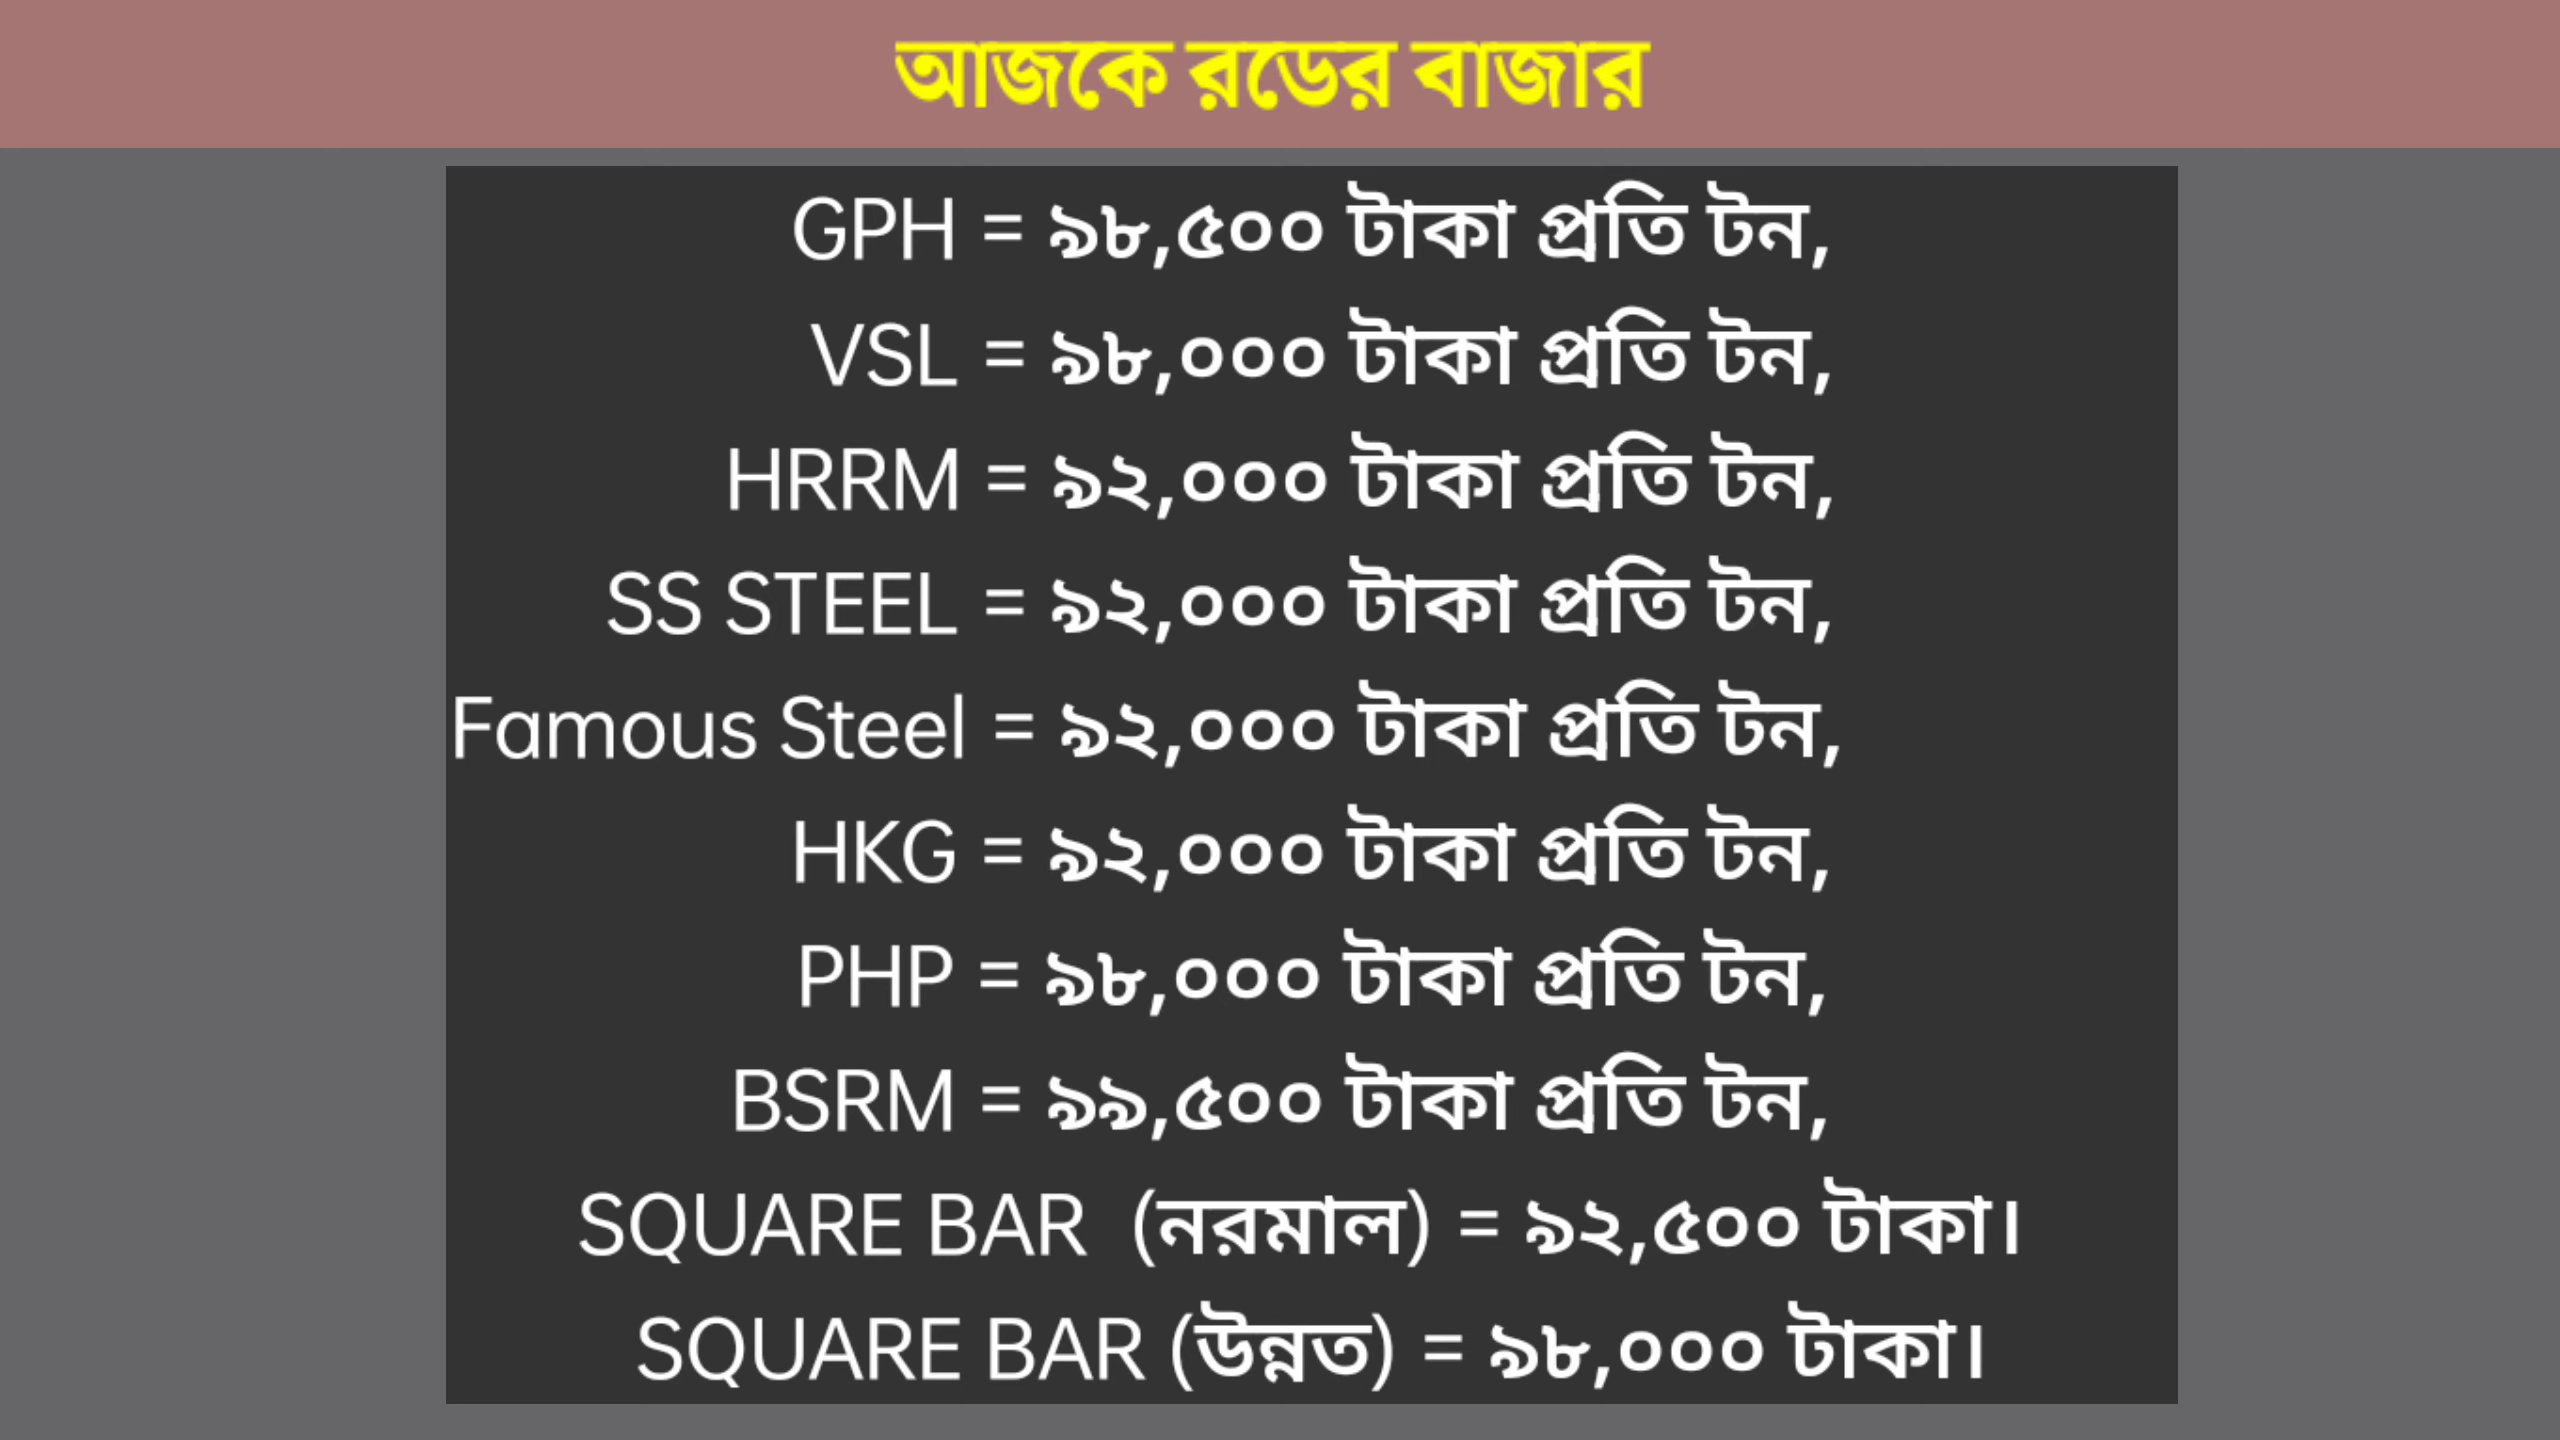 আজকে রডের বাজার
GPH = ৯৮,৫০০ টাকা প্রতি টন,
VSL = ৯৮,০০০ টাকা প্রতি টন,
HRRM = ৯২,০০০ টাকা প্রতি টন,
SS STEEL = ৯২,০০০ টাকা প্রতি টন,
Famous Steel = ৯২,০০০ টাকা প্রতি টন,
HKG = ৯২,০০০ টাকা প্রতি টন,
PHP = ৯৮,০০০ টাকা প্রতি টন,
BSRM = ৯৯,৫০০ টাকা প্রতি টন,
SQUARE BAR (নরমাল) = ৯২,৫০০ টাকা।
SQUARE BAR (উন্নত) = ৯৮,০০০ টাকা।